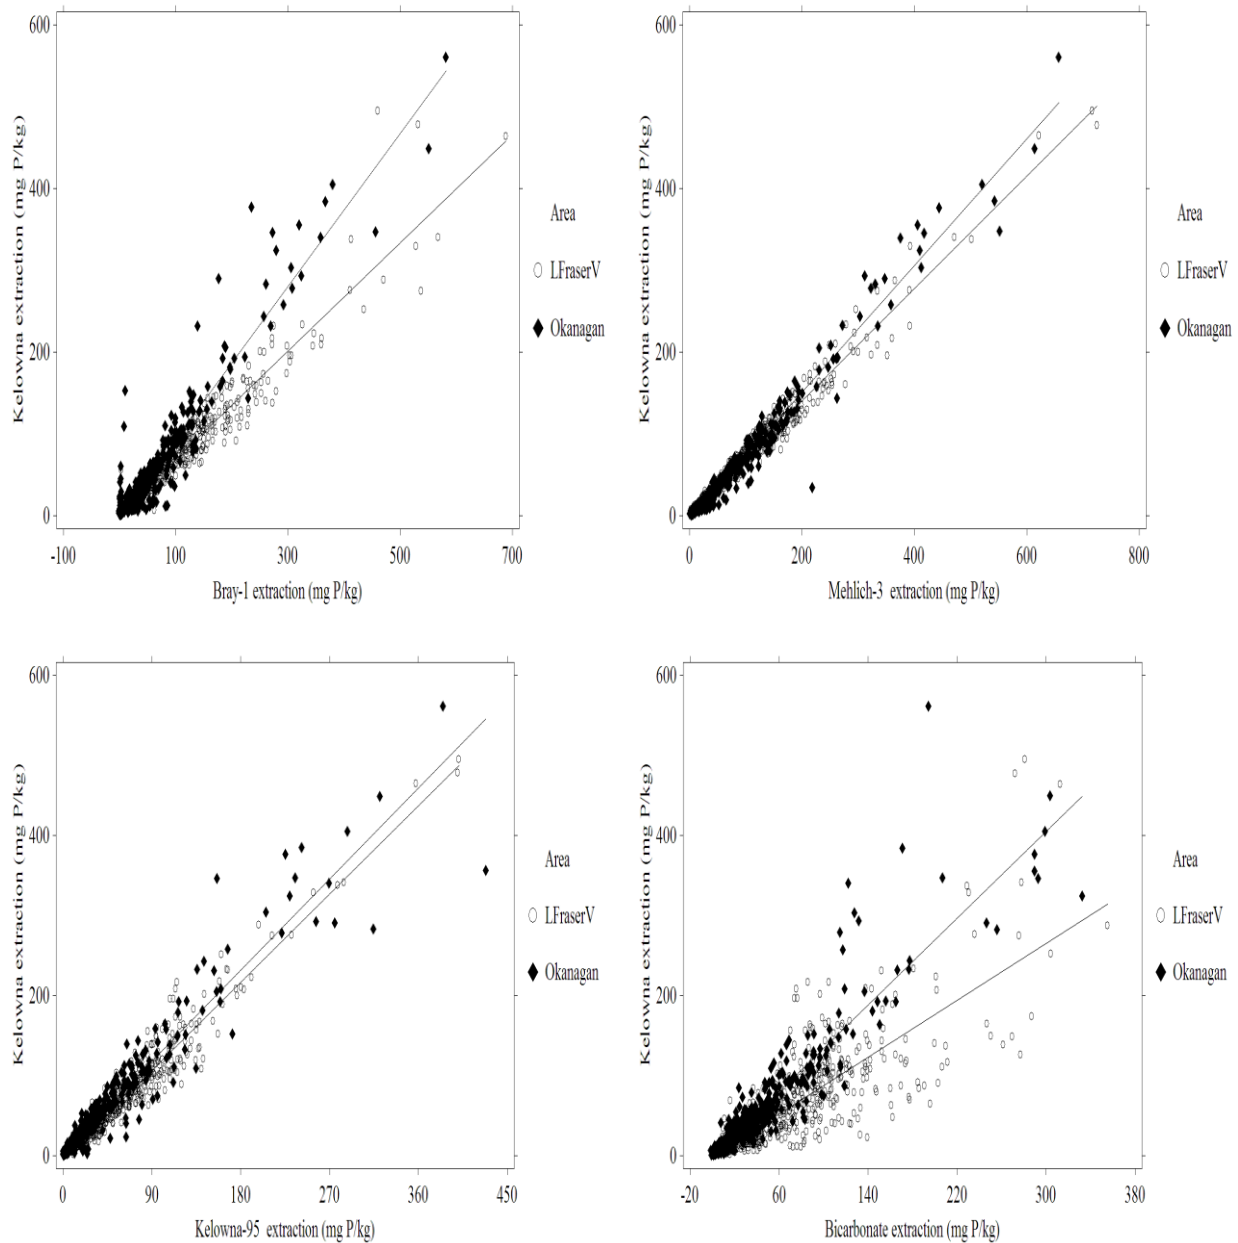 Kelowna extraction (mg P/kg)
600
400
200
0
-100 100 300 500 700
Bray-1 extraction (mg P/kg)
Area
LFraserV
Okanagan
Kelowna extraction (mg P/kg)
600
400
200
0
0 200 400 600 800
Mehlich-3 extraction (mg P/kg)
Area
LFraserV
Okanagan
Kelowna extraction (mg P/kg)
600
400
200
0
0 90 180 270 360 450
Kelowna-95 extraction (mg P/kg)
Area
LFraserV
Okanagan
Kelowna extraction (mg P/kg)
600
400
200
0
-20 60 140 220 300 380
Bicarbonate extraction (mg P/kg)
Area
LFraserV
Okanagan